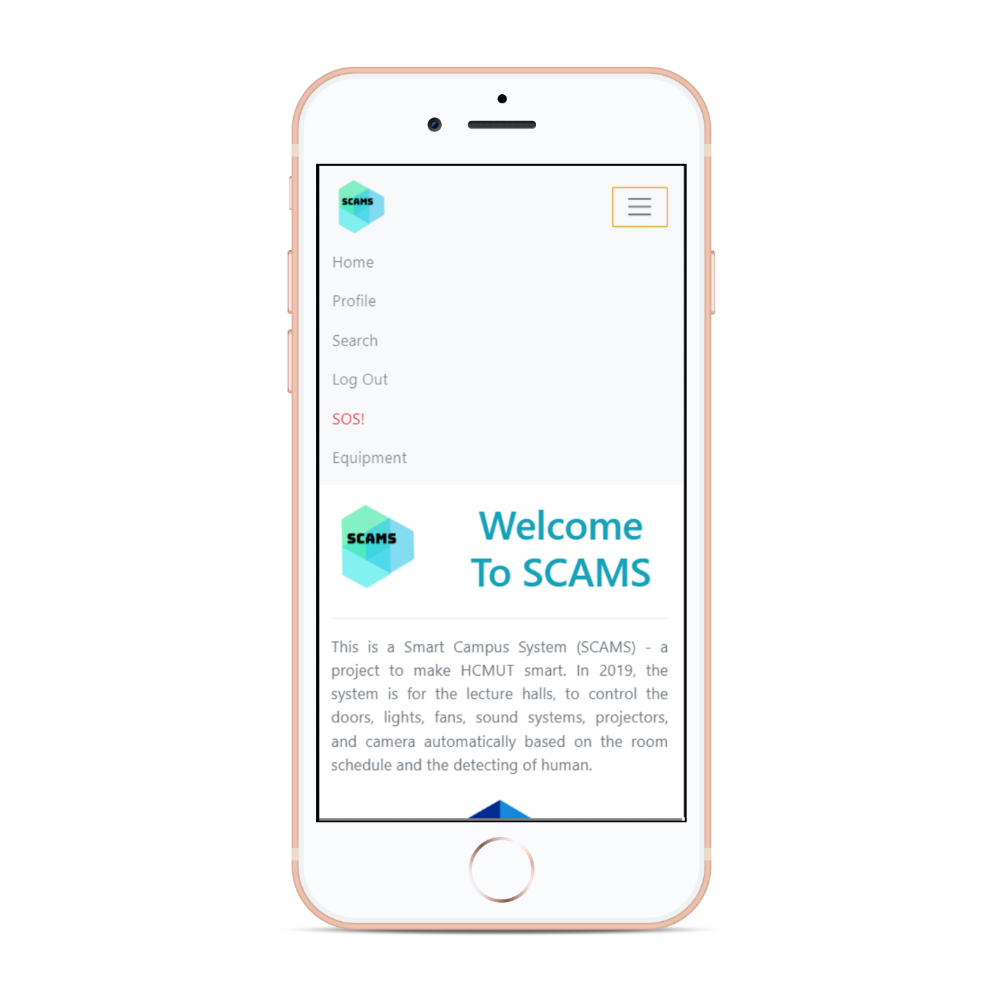 SCAMS
Home
Profile
Search
Log Out
SOS!
Equipment
SCAMS
Welcome
To SCAMS
This is a Smart Campus System (SCAMS) - a
project to make HCMUT smart. In 2019, the
system is for the lecture halls, to control the
doors, lights, fans, sound systems, projectors,
and camera automatically based on the room
schedule and the detecting of human.